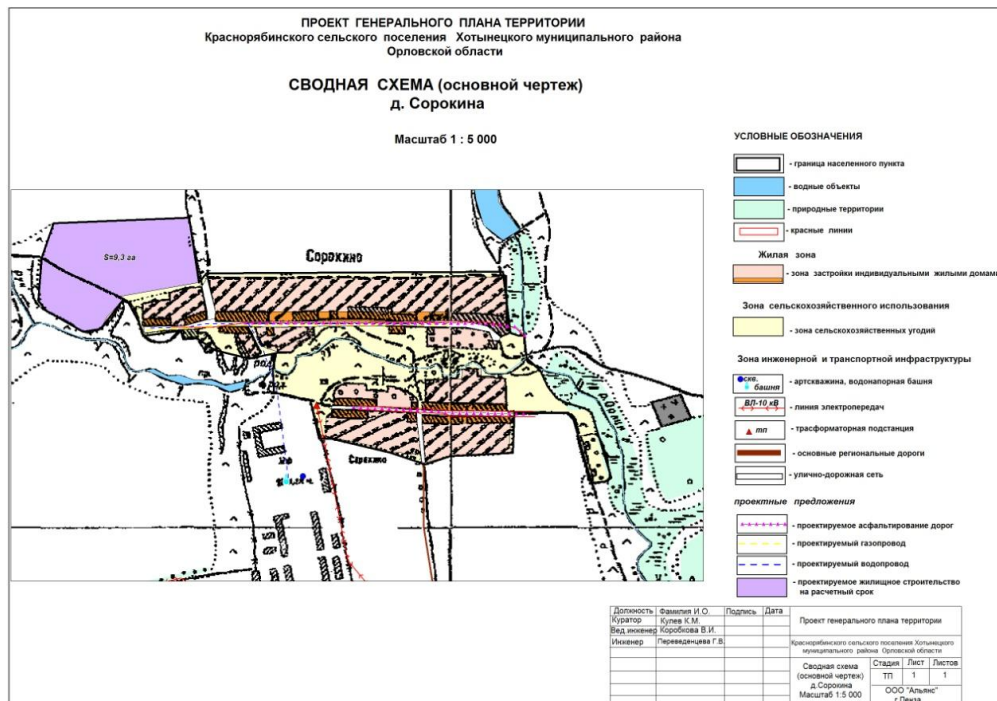 ПРОЕКТ ГЕНЕРАЛЬНОГО ПЛАНА ТЕРРИТОРИИ
Краснорябинского сельского поселения Хотынецкого муниципального района
Орловской области
СВОДНАЯ СХЕМА (основной чертеж)
д. Сорокина
Масштаб 1 : 5 000
УСЛОВНЫЕ ОБОЗНАЧЕНИЯ
- граница населенного пункта
- водные объекты
- природные территории
- красные линии
Жилая зона
- зона застройки индивидуальными жилыми домами
Зона сельскохозяйственного использования
- зона сельскохозяйственных угодий
Зона инженерной и транспортной инфраструктуры
скв.
башня
- артскважина, водонапорная башня
ВЛ-10 кВ
- линия электропередач
тп
- трасформаторная подстанция
- основные региональные дороги
- улично-дорожная сеть
проектные предложения
- проектируемое асфальтирование дорог
- проектируемый газопровод
- проектируемый водопровод
- проектируемое жилищное строительство
на расчетный срок
S=9,3 га
Сорокино
Сорокино
Должность Фамилия И.О. Подпись Дата
Куратор Кулев К.М.
Вед.инженер Коробкова В.И.
Инженер Переведенцева Г.В.
Проект генерального плана территории
Краснорябинского сельского поселения Хотынецкого
муниципального района Орловской области
Сводная схема
(основной чертеж)
д.Сорокина
Масштаб 1:5 000
Стадия Лист Листов
ТП 1 1
ООО "Альянс"
г.Пенза